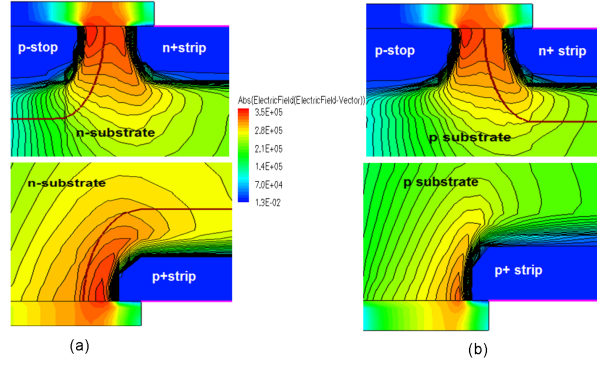 p-stop
n+strip
n-substrate
n-substrate
p+strip
(a)
Abs(ElectricField(ElectricField-Vector))
3.5E+05
2.8E+05
2.1E+05
1.4E+05
7.0E+04
1.3E-02
p-stop
n+ strip
p substrate
p substrate
p+ strip
(b)